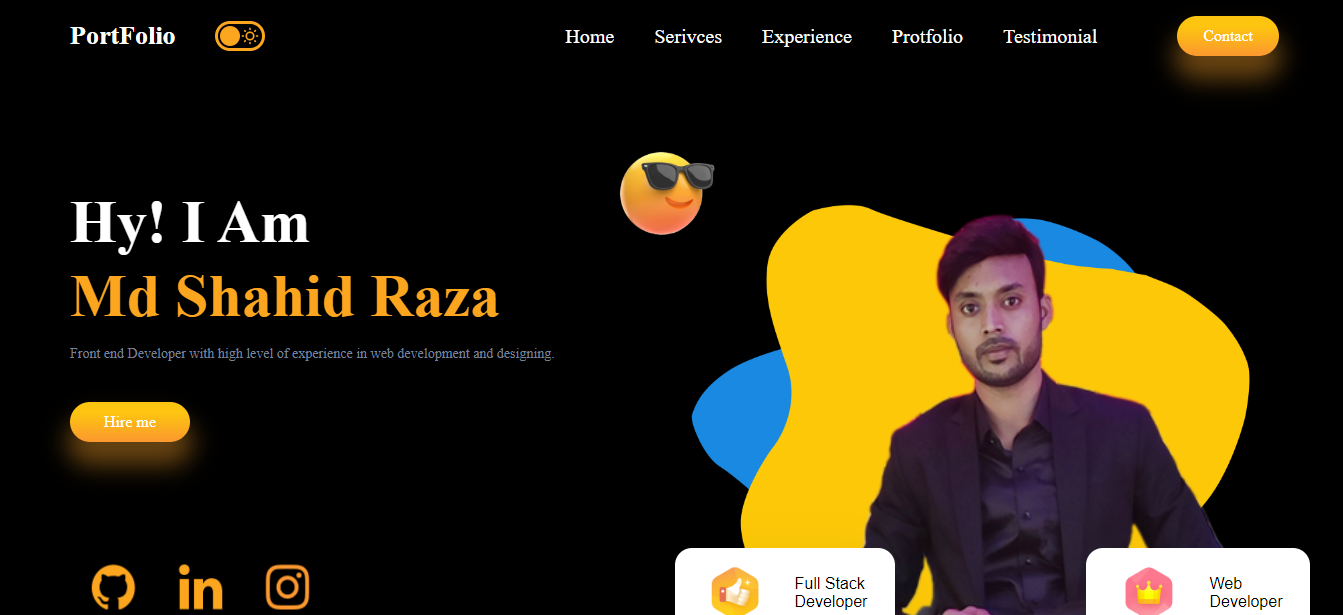 PortFolio
Home Serivces Experience Protfolio Testimonial Contact
Hy! I Am
Md Shahid Raza
Front end Developer with high level of experience in web development and designing.
Hire me
in
Full Stack
Developer
Web
Developer